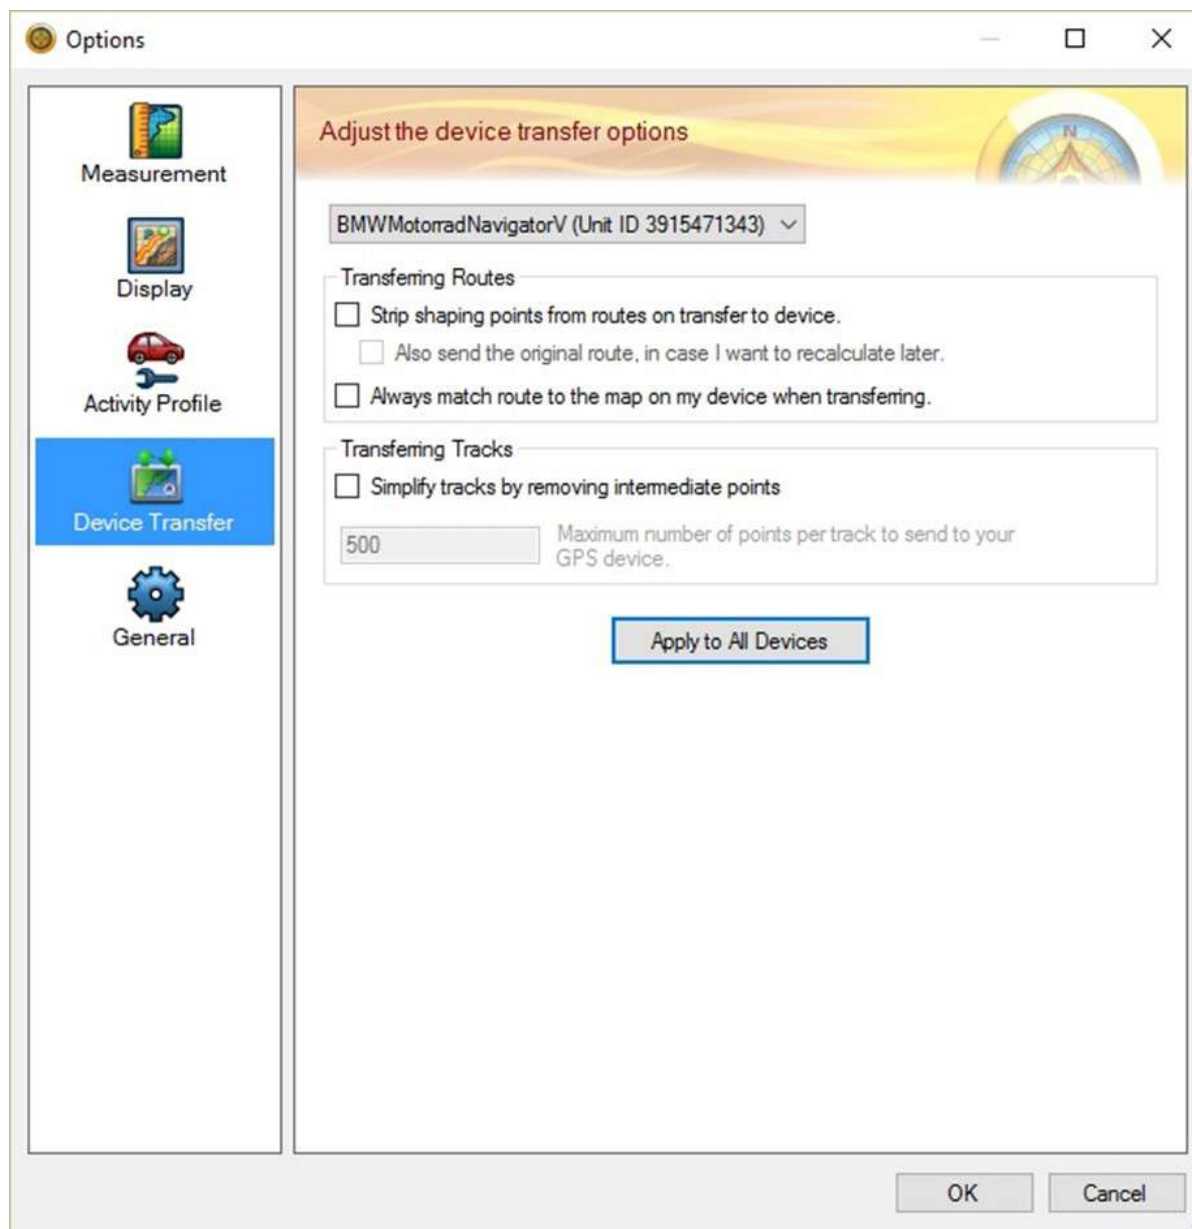 Options
Measurement
Display
Activity Profile
Device Transfer
General
Adjust the device transfer options
N
BMWMotorradNavigatorV (Unit ID 3915471343)
Transferring Routes
Strip shaping points from routes on transfer to device.
Also send the original route, in case I want to recalculate later.
Always match route to the map on my device when transferring.
Transferring Tracks
Simplify tracks by removing intermediate points
500
Maximum number of points per track to send to your
GPS device.
Apply to All Devices
OK
Cancel